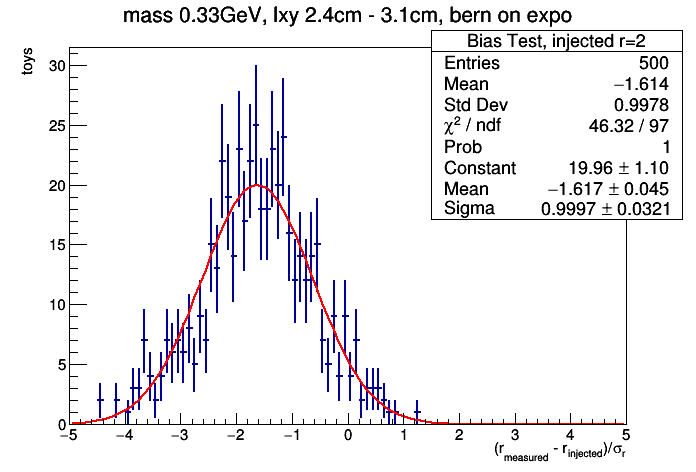 mass 0.33GeV, lxy 2.4cm - 3.1cm, bern on expo
Bias Test, injected r=2
Entries 500
Mean −1.614
Std Dev 0.9978
χ² / ndf 46.32 / 97
Prob 1
Constant 19.96 ± 1.10
Mean −1.617 ± 0.045
Sigma 0.9997 ± 0.0321
toys
30
25
20
15
10
5
0
−5 −4 −3 −2 −1 0 1 2 3 4 5
(r_measured - r_injected)/σ_r